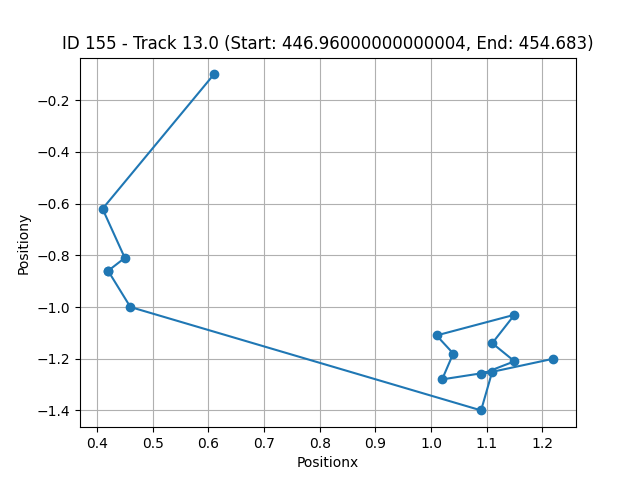 ID 155 - Track 13.0 (Start: 446.96000000000004, End: 454.683)
Positiony
−0.2
−0.4
−0.6
−0.8
−1.0
−1.2
−1.4
0.4 0.5 0.6 0.7 0.8 0.9 1.0 1.1 1.2
Positionx